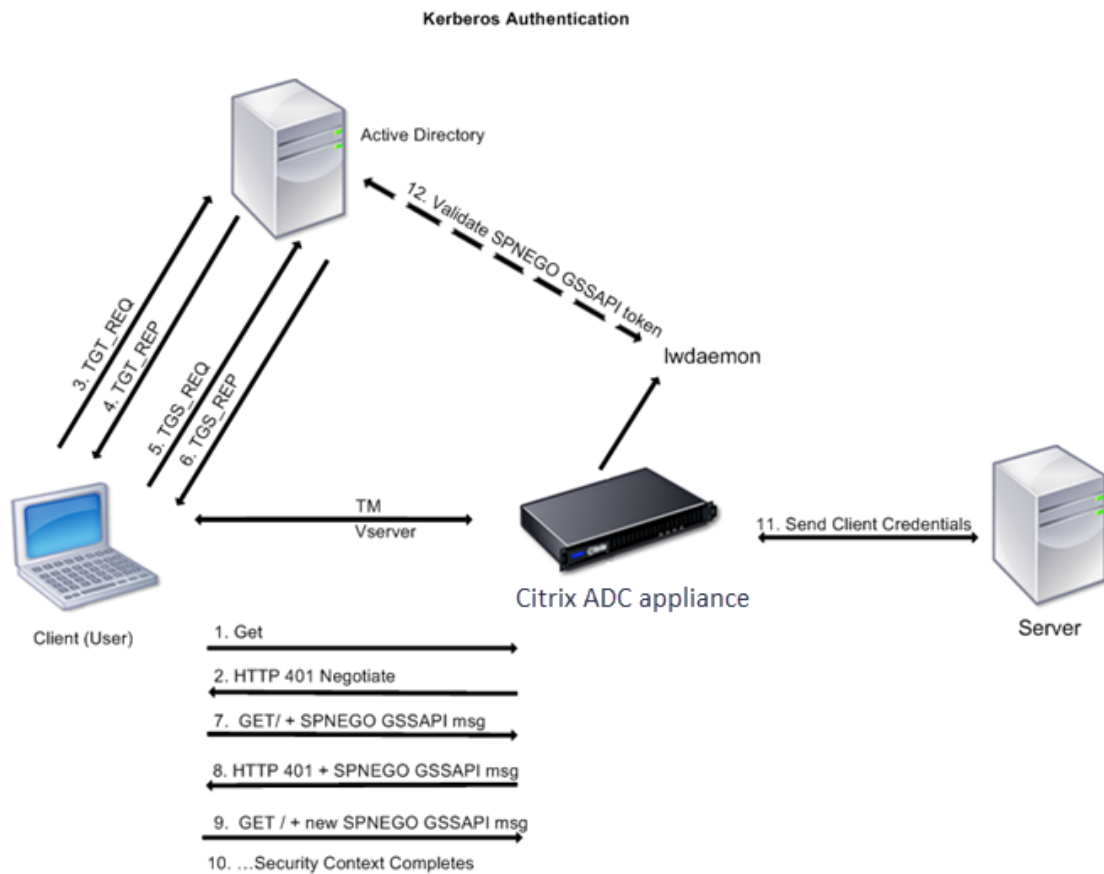 Kerberos Authentication
Active Directory
12. Validate SPNEGO GSSAPI token
3. TGT_REQ
4. TGT_REP
5. TGS_REQ
6. TGS_REP
lwdaemon
TM
Vserver
11. Send Client Credentials
Citrix
Citrix ADC appliance
Client (User)
Server
1. Get
2. HTTP 401 Negotiate
7. GET/ + SPNEGO GSSAPI msg
8. HTTP 401 + SPNEGO GSSAPI msg
9. GET / + new SPNEGO GSSAPI msg
10. ...Security Context Completes